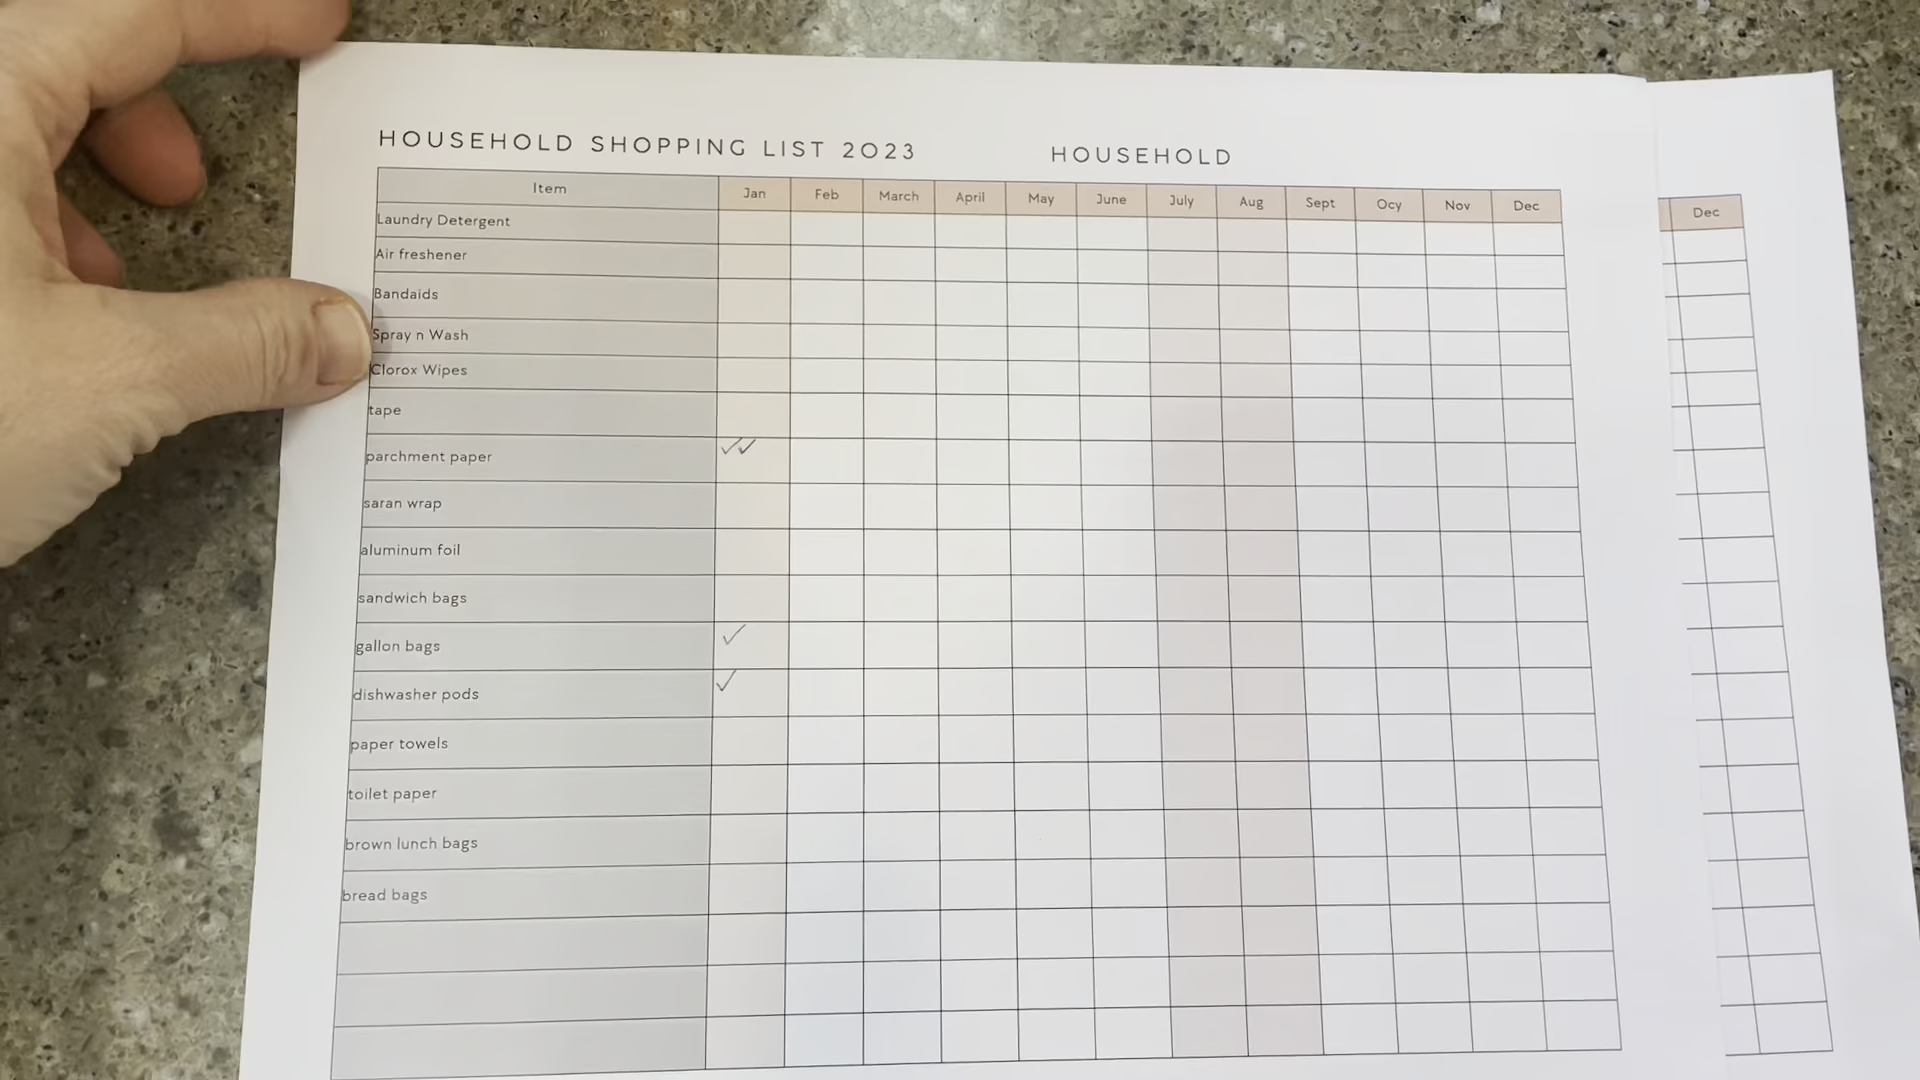 HOUSEHOLD SHOPPING LIST 2023 HOUSEHOLD
Item Jan Feb March April May June July Aug Sept Ocy Nov Dec
Dec
Laundry Detergent
Air freshener
Bandaids
Spray n Wash
Clorox Wipes
tape
parchment paper ✓✓
saran wrap
aluminum foil
sandwich bags
gallon bags ✓
dishwasher pods ✓
paper towels
toilet paper
brown lunch bags
bread bags